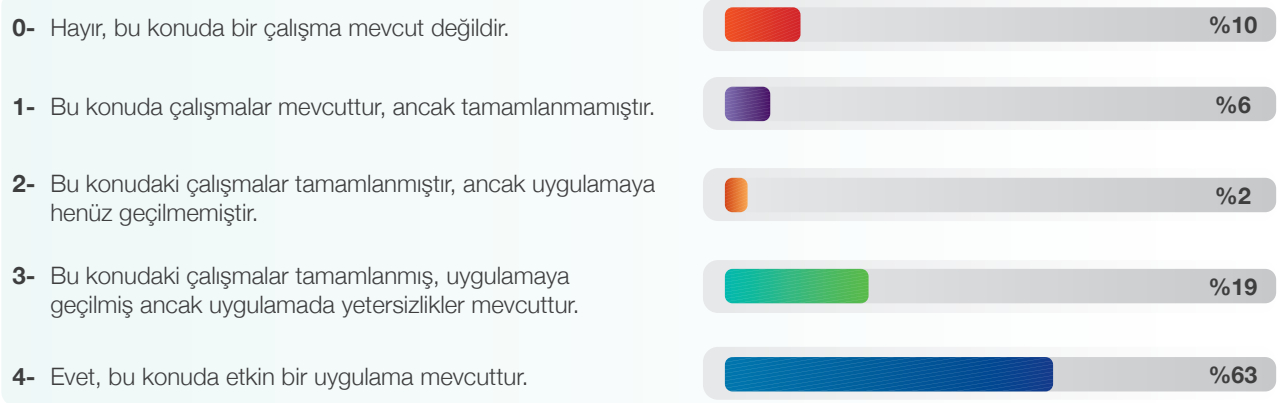 0- Hayır, bu konuda bir çalışma mevcut değildir. %10
1- Bu konuda çalışmalar mevcuttur, ancak tamamlanmamıştır. %6
2- Bu konudaki çalışmalar tamamlanmıştır, ancak uygulamaya
henüz geçilmemiştir. %2
3- Bu konudaki çalışmalar tamamlanmış, uygulamaya
geçilmiş ancak uygulamada yetersizlikler mevcuttur. %19
4- Evet, bu konuda etkin bir uygulama mevcuttur. %63